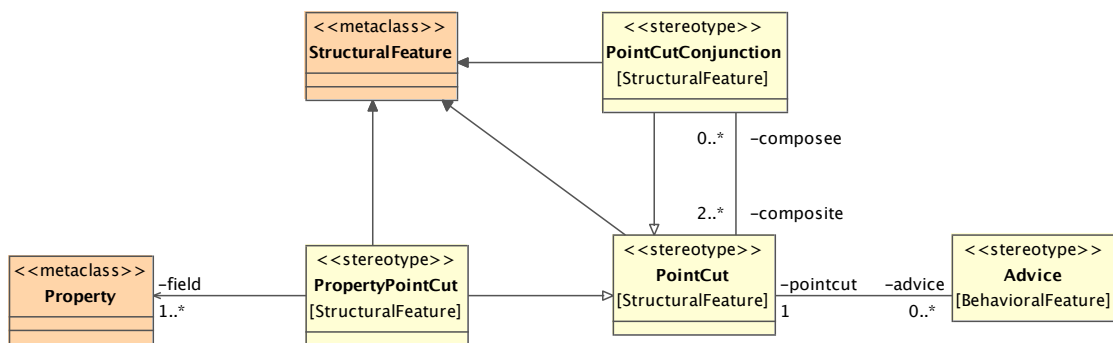 <<metaclass>>
StructuralFeature
<<stereotype>>
PointCutConjunction
[StructuralFeature]
0..* -composee
2..* -composite
<<metaclass>>
Property
-field
1..*
<<stereotype>>
PropertyPointCut
[StructuralFeature]
<<stereotype>>
PointCut
[StructuralFeature]
-pointcut -advice
1 0..*
<<stereotype>>
Advice
[BehavioralFeature]